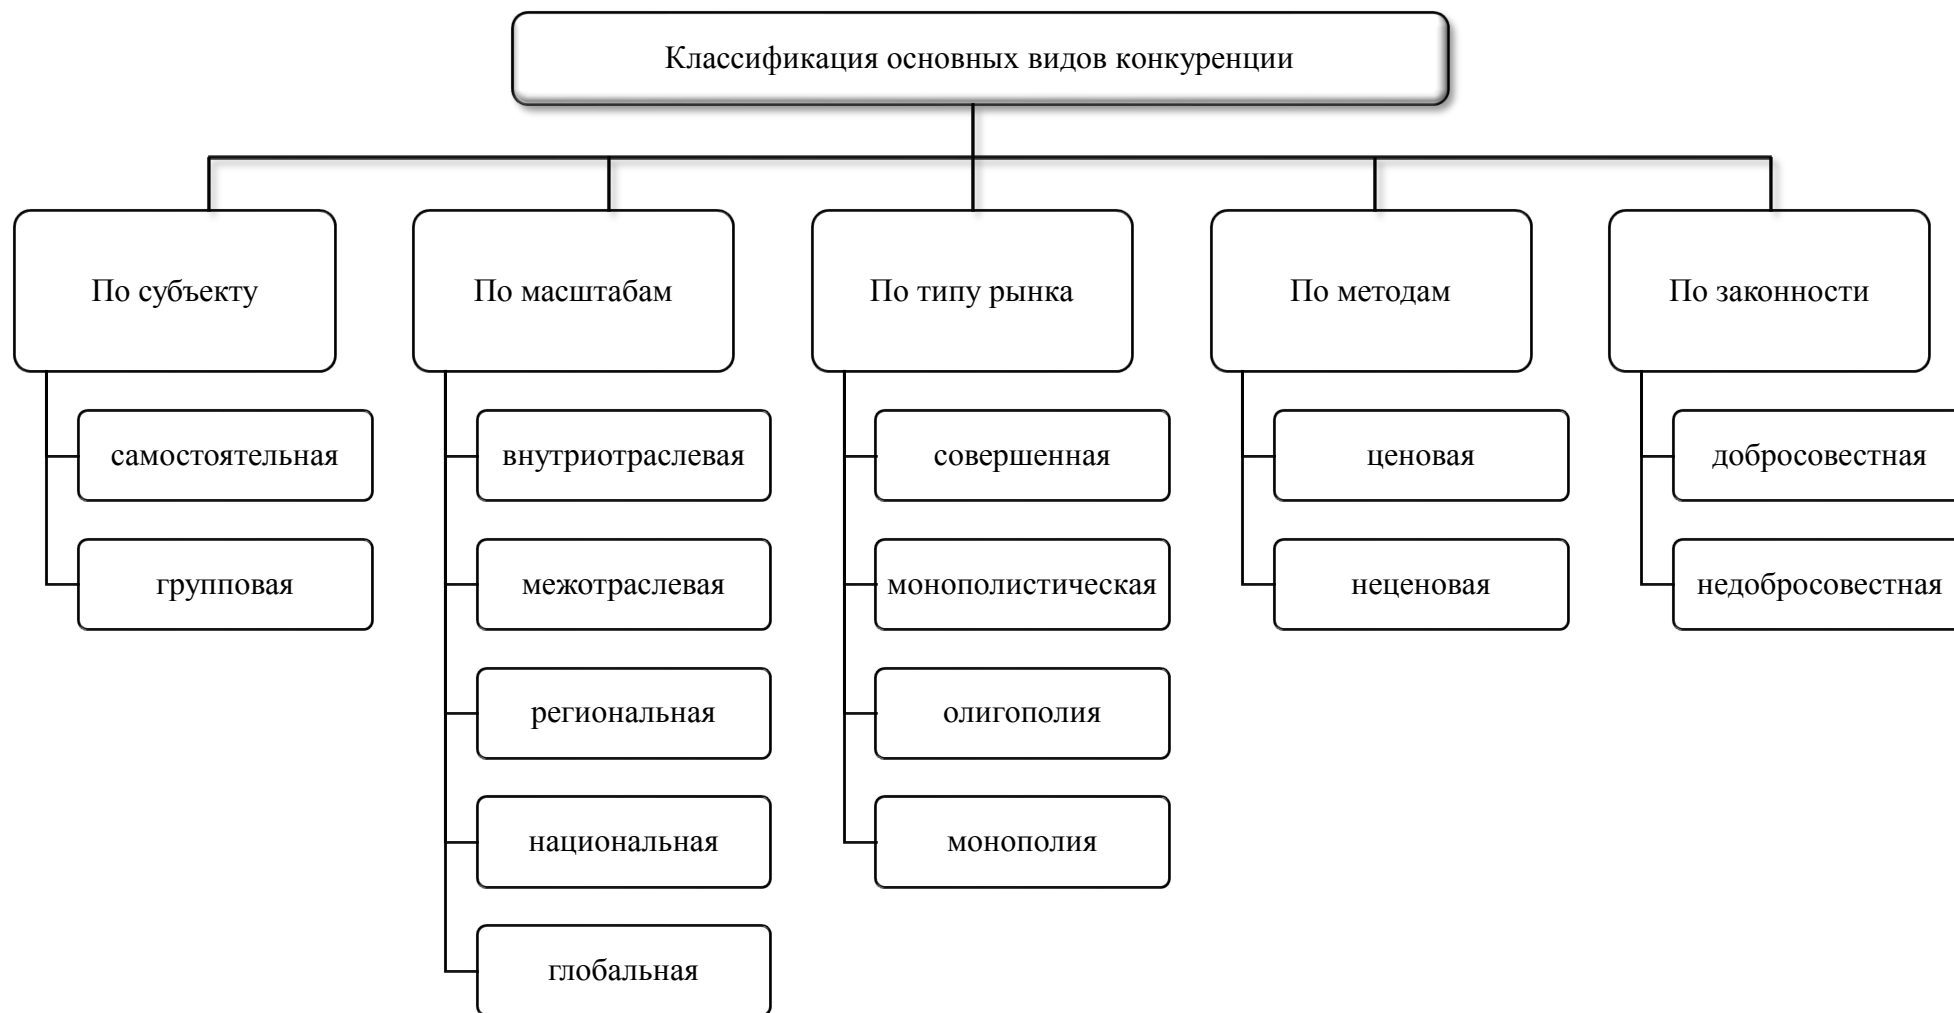 Классификация основных видов конкуренции
По субъекту
самостоятельная
групповая
По масштабам
внутриотраслевая
межотраслевая
региональная
национальная
глобальная
По типу рынка
совершенная
монополистическая
олигополия
монополия
По методам
ценовая
неценовая
По законности
добросовестная
недобросовестная